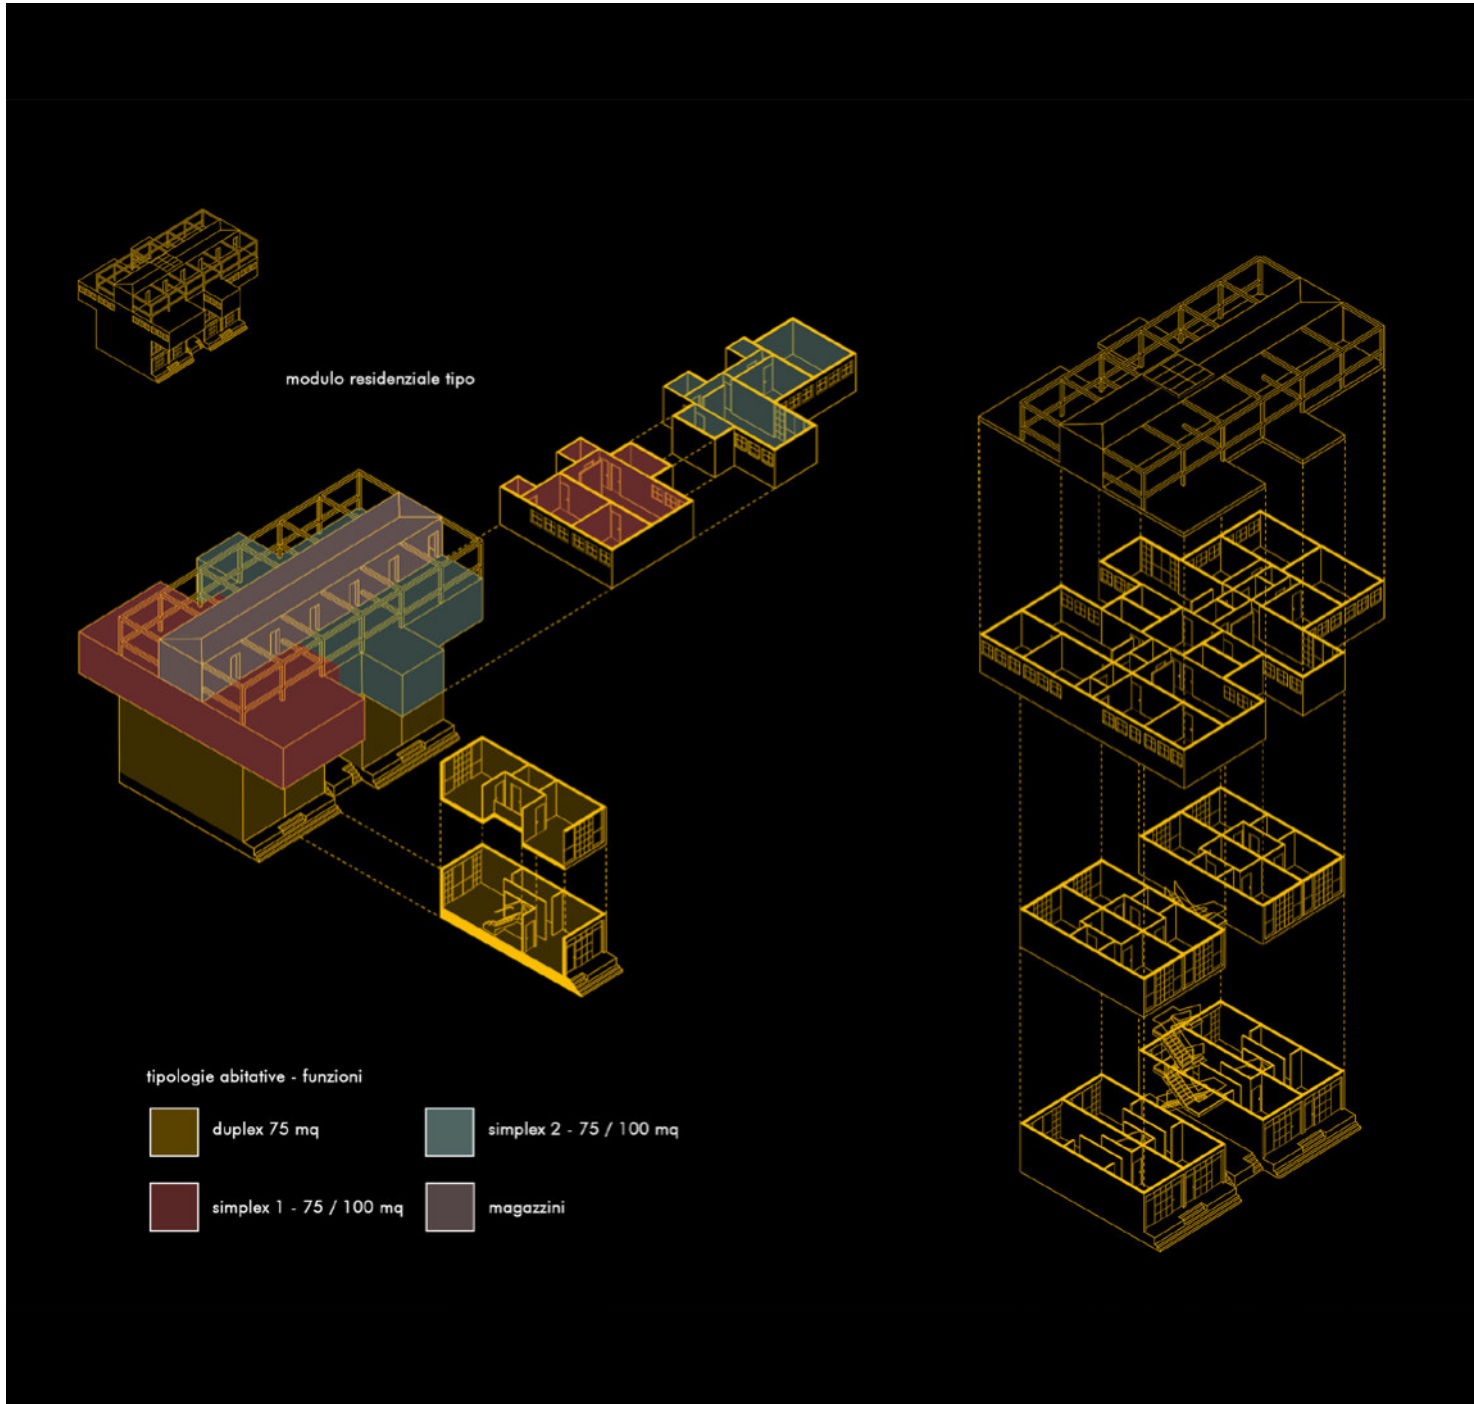 modulo residenziale tipo
tipologie abitative - funzioni
duplex 75 mq
simplex 2 - 75 / 100 mq
simplex 1 - 75 / 100 mq
magazzini